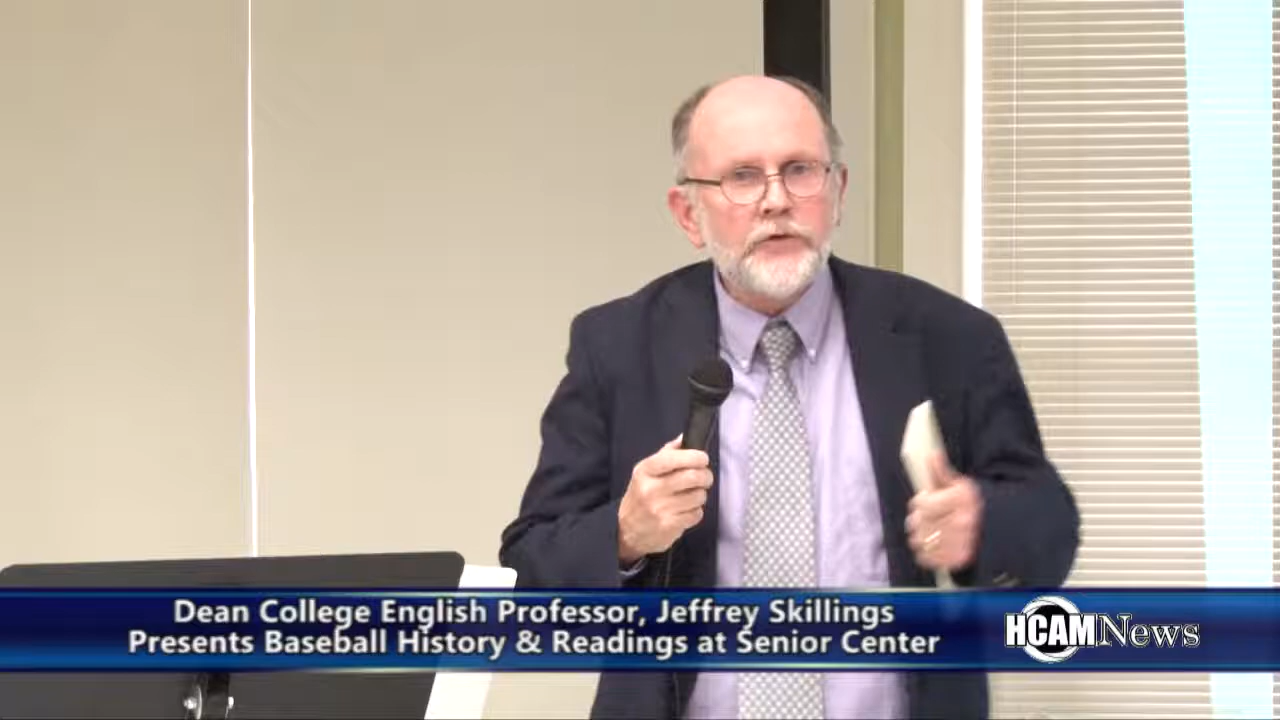 Dean College English Professor, Jeffrey Skillings
Presents Baseball History & Readings at Senior Center
HCAMNews